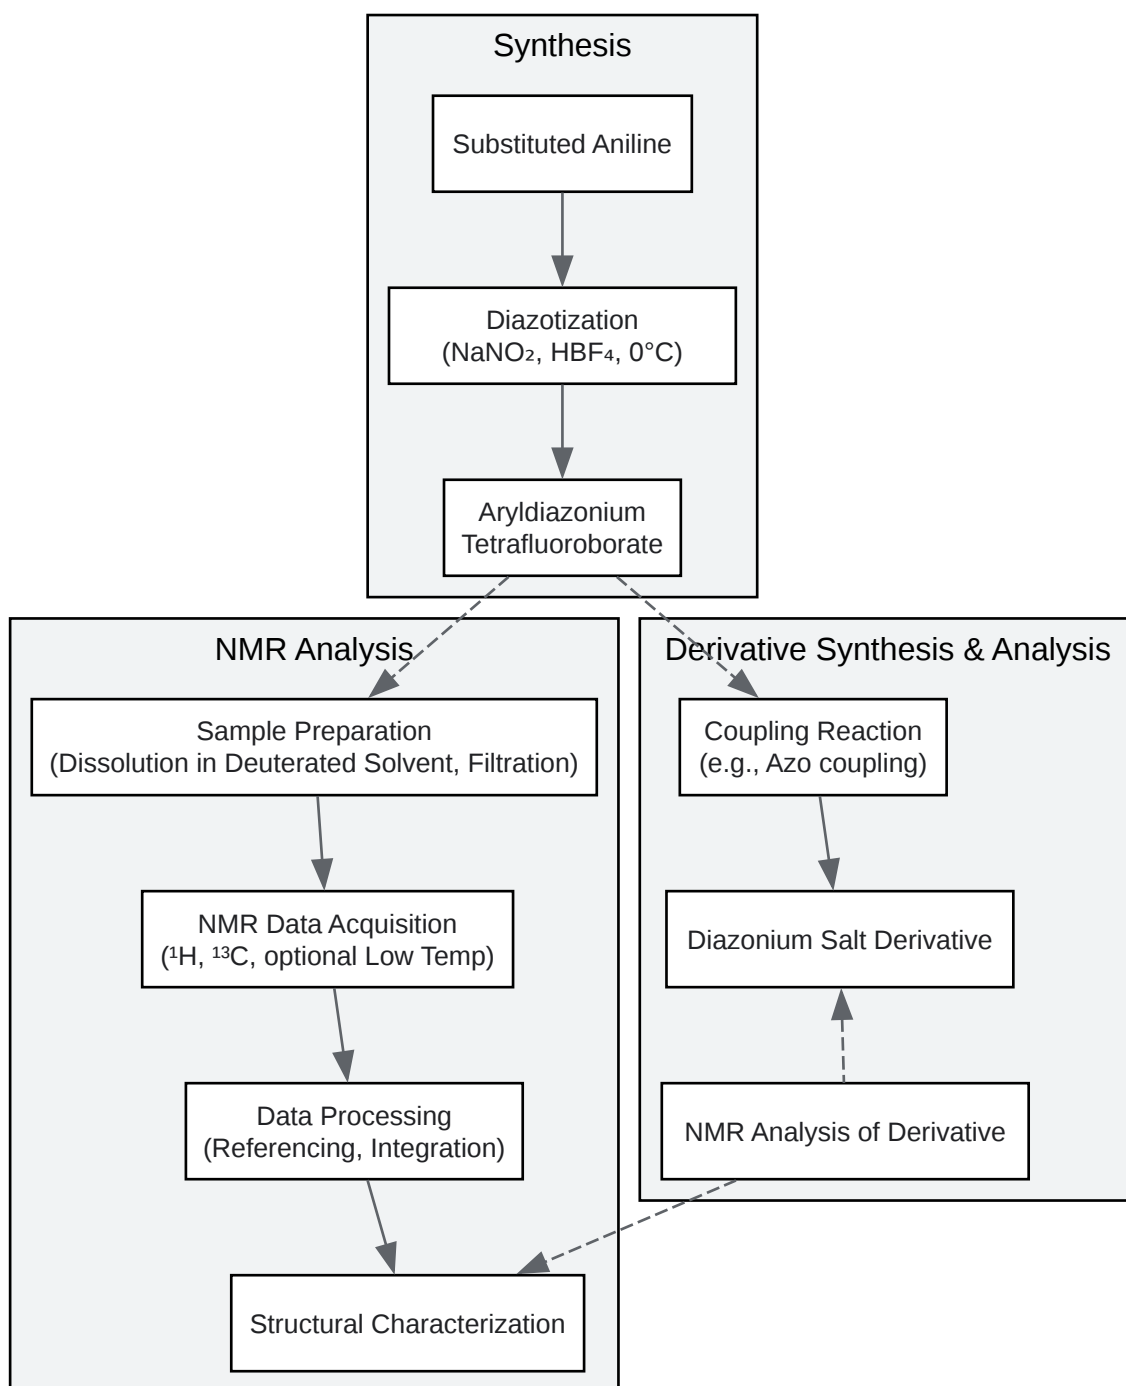 Synthesis
Substituted Aniline
Diazotization
(NaNO₂, HBF₄, 0°C)
Aryldiazonium
Tetrafluoroborate
NMR Analysis
Sample Preparation
(Dissolution in Deuterated Solvent, Filtration)
NMR Data Acquisition
(¹H, ¹³C, optional Low Temp)
Data Processing
(Referencing, Integration)
Structural Characterization
Derivative Synthesis & Analysis
Coupling Reaction
(e.g., Azo coupling)
Diazonium Salt Derivative
NMR Analysis of Derivative